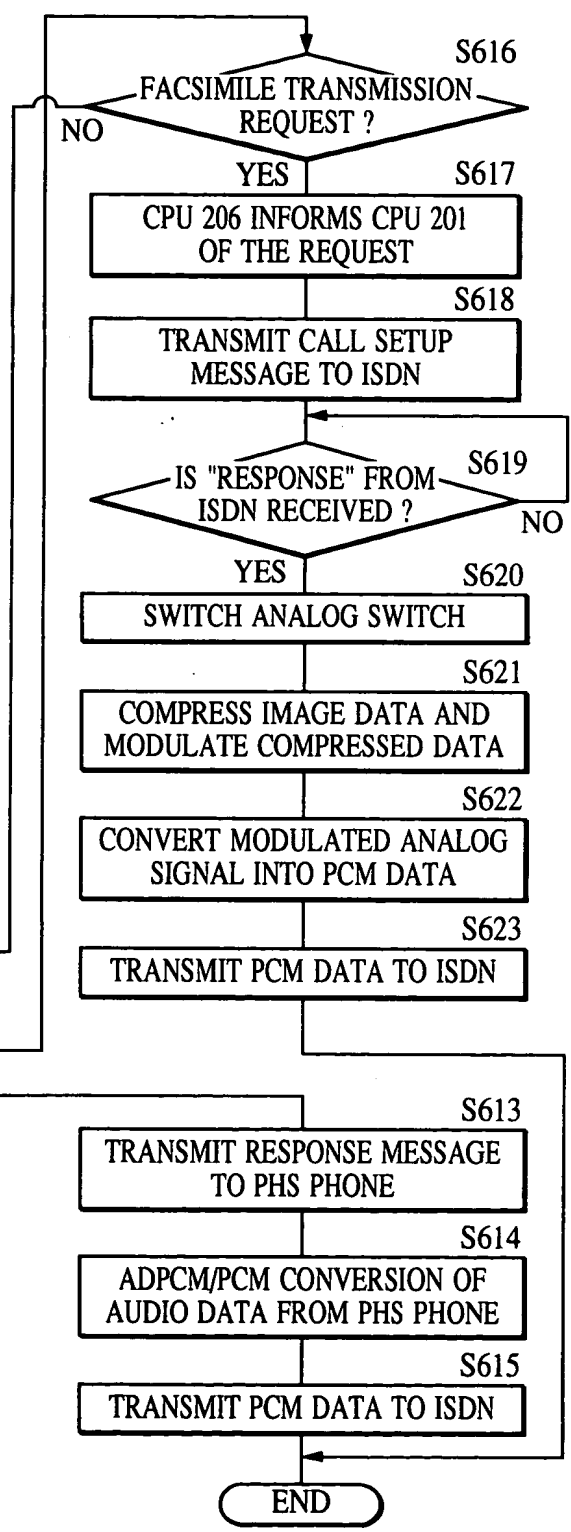 S616
FACSIMILE TRANSMISSION
REQUEST ?
NO
YES
S617
CPU 206 INFORMS CPU 201
OF THE REQUEST
S618
TRANSMIT CALL SETUP
MESSAGE TO ISDN
S619
IS "RESPONSE" FROM
ISDN RECEIVED ?
NO
YES
S620
SWITCH ANALOG SWITCH
S621
COMPRESS IMAGE DATA AND
MODULATE COMPRESSED DATA
S622
CONVERT MODULATED ANALOG
SIGNAL INTO PCM DATA
S623
TRANSMIT PCM DATA TO ISDN
S613
TRANSMIT RESPONSE MESSAGE
TO PHS PHONE
S614
ADPCM/PCM CONVERSION OF
AUDIO DATA FROM PHS PHONE
S615
TRANSMIT PCM DATA TO ISDN
END